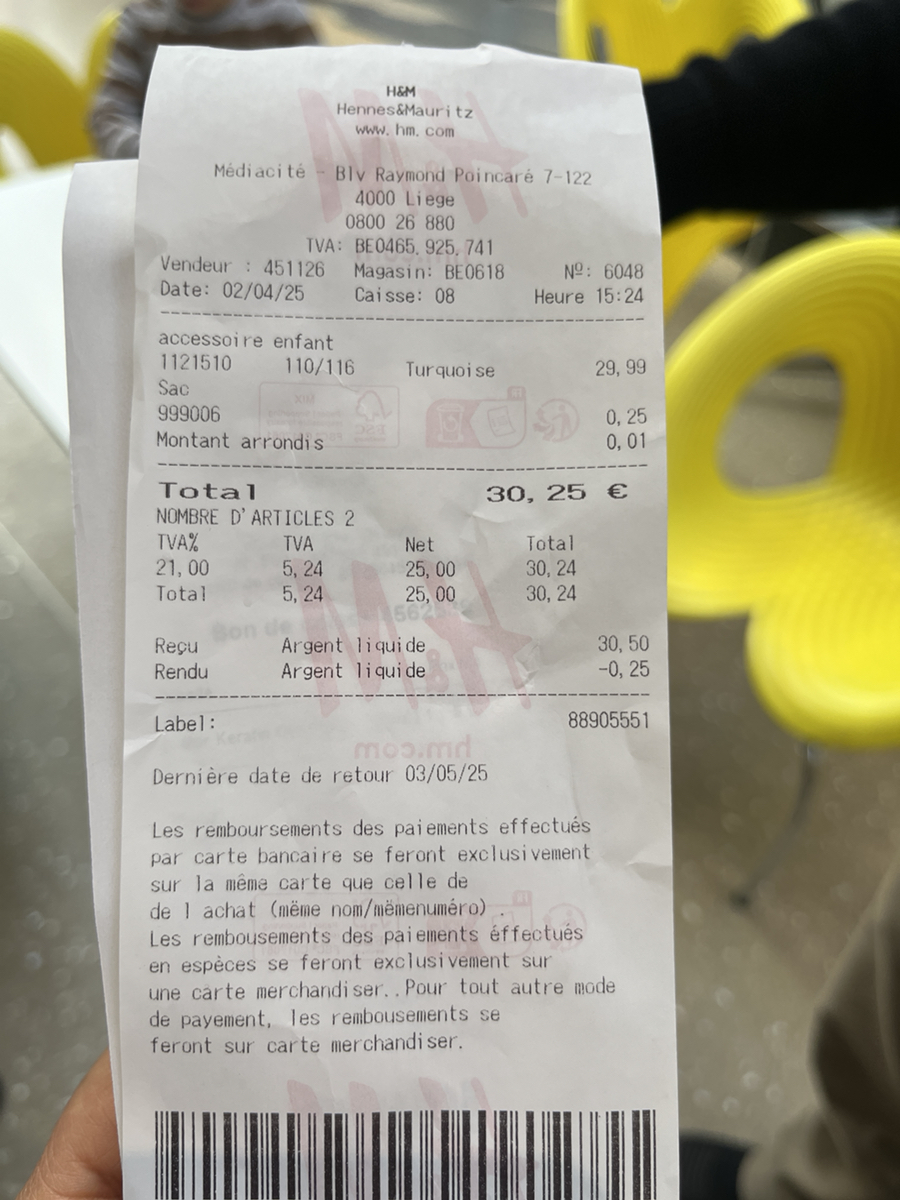 H&M
Hennes&Mauritz
www.hm.com
Médiacité - Blv Raymond Poincaré 7-122
4000 Liege
0800 26 880
TVA: BE0465.925.741
Vendeur : 451126 Magasin: BE0618 Nº: 6048
Date: 02/04/25 Caisse: 08 Heure 15:24
accessoire enfant
1121510 110/116 Turquoise 29,99
Sac
999006 0,25
Montant arrondis 0,01
Total 30,25 €
NOMBRE D'ARTICLES 2
TVA% TVA Net Total
21,00 5,24 25,00 30,24
Total 5,24 25,00 30,24
Reçu Argent liquide 30,50
Rendu Argent liquide -0,25
Label: 88905551
hm.com
Dernière date de retour 03/05/25
Les remboursements des paiements effectués
par carte bancaire se feront exclusivement
sur la même carte que celle de
de l achat (mëme nom/mëmenuméro) .
Les rembousements des paiements éffectués
en espèces se feront exclusivement sur
une carte merchandiser..Pour tout autre mode
de payement, les rembousements se
feront sur carte merchandiser.